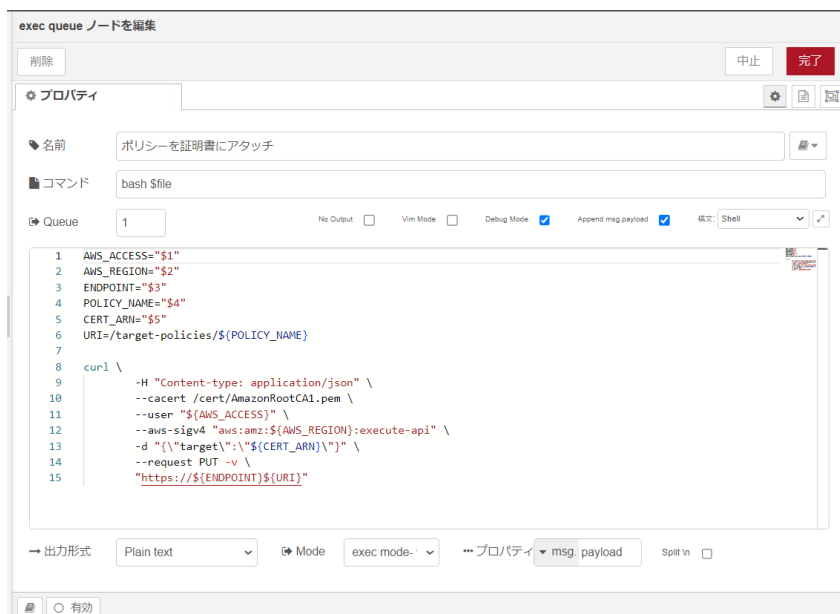 exec queue ノードを編集
削除
中止
完了
プロパティ
名前
ポリシーを証明書にアタッチ
コマンド
bash $file
Queue
1
No Output
Vim Mode
Debug Mode
Append msg.payload
構文:
Shell
1 AWS_ACCESS="$1"
2 AWS_REGION="$2"
3 ENDPOINT="$3"
4 POLICY_NAME="$4"
5 CERT_ARN="$5"
6 URI=/target-policies/${POLICY_NAME}
7
8 curl \
9 -H "Content-type: application/json" \
10 --cacert /cert/AmazonRootCA1.pem \
11 --user "${AWS_ACCESS}" \
12 --aws-sigv4 "aws:amz:${AWS_REGION}:execute-api" \
13 -d "{\"target\":\"${CERT_ARN}\"}" \
14 --request PUT -v \
15 "https://${ENDPOINT}${URI}"
出力形式
Plain text
Mode
exec mode-
プロパティ
msg. payload
Split \n
有効